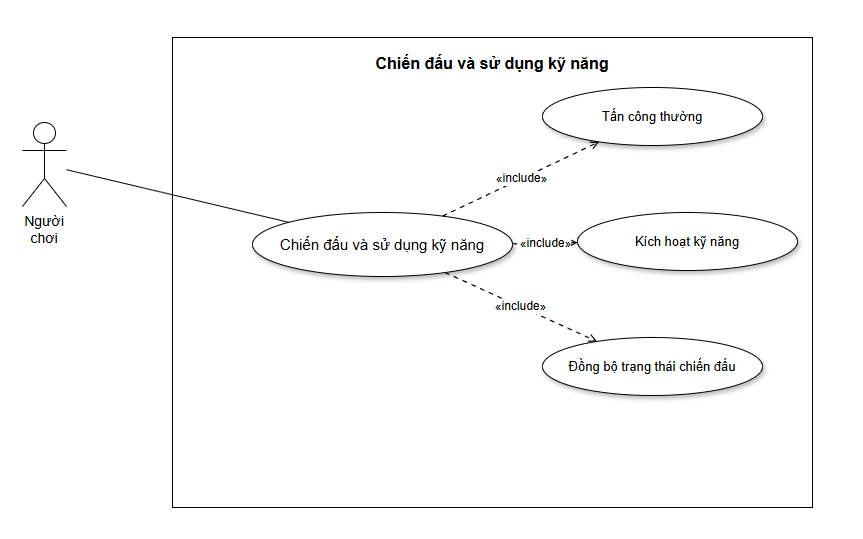 Chiến đấu và sử dụng kỹ năng
Tấn công thường
«include»
Người
chơi
Chiến đấu và sử dụng kỹ năng
«include»
Kích hoạt kỹ năng
«include»
Đồng bộ trạng thái chiến đấu